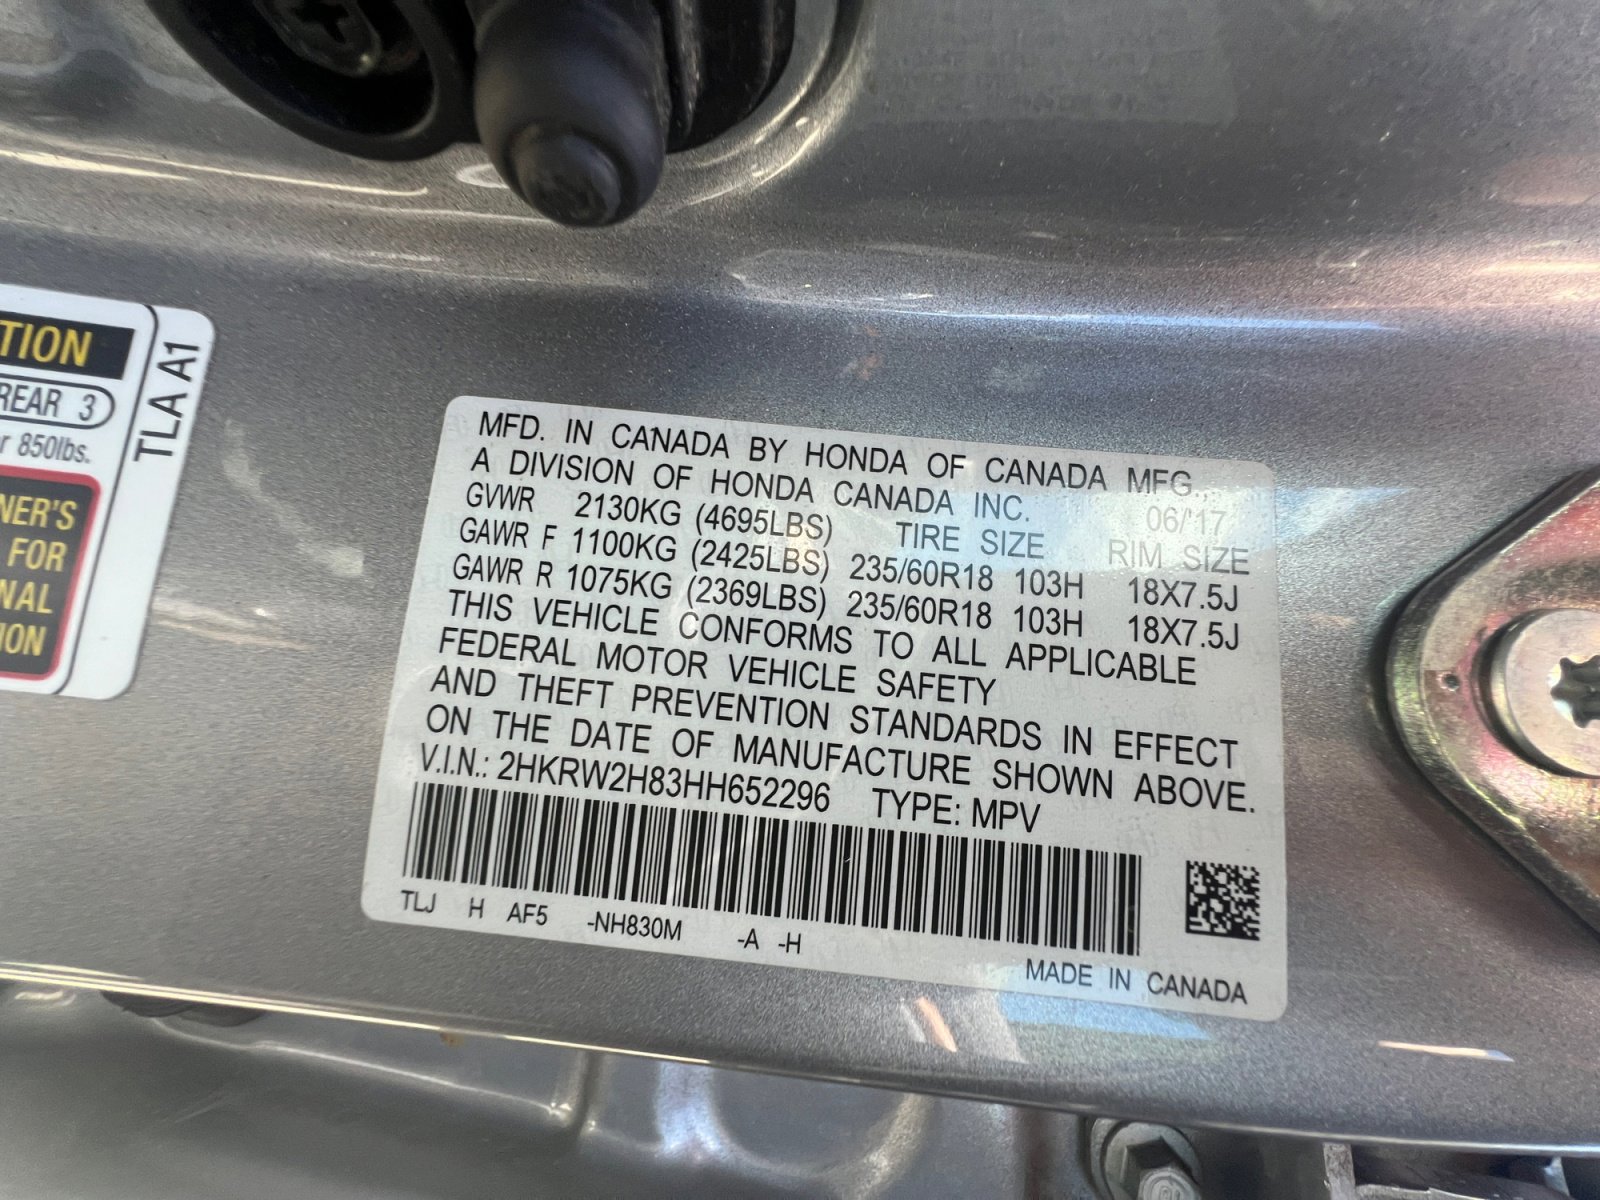 TION
REAR 3
r 850lbs.
NER'S
FOR
NAL
ION
TLA A1
MFD. IN CANADA BY HONDA OF CANADA MFG.,
A DIVISION OF HONDA CANADA INC. 06/'17
GVWR 2130KG (4695LBS) TIRE SIZE RIM SIZE
GAWR F 1100KG (2425LBS) 235/60R18 103H 18X7.5J
GAWR R 1075KG (2369LBS) 235/60R18 103H 18X7.5J
THIS VEHICLE CONFORMS TO ALL APPLICABLE
FEDERAL MOTOR VEHICLE SAFETY
AND THEFT PREVENTION STANDARDS IN EFFECT
ON THE DATE OF MANUFACTURE SHOWN ABOVE.
V.I.N.: 2HKRW2H83HH652296 TYPE: MPV
TLJ H AF5 -NH830M -A -H
MADE IN CANADA